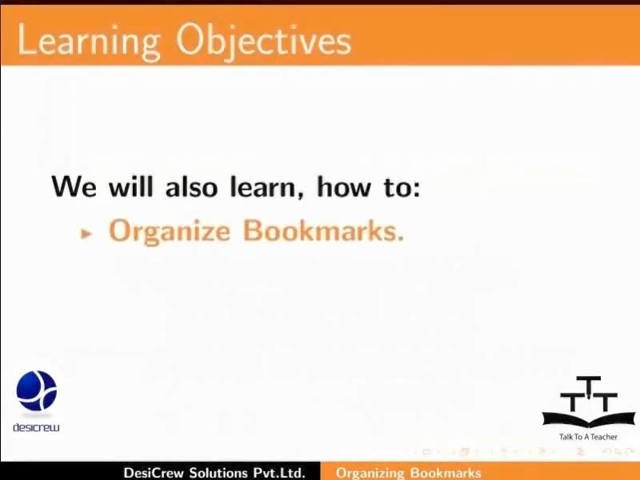 Learning Objectives
We will also learn, how to:
Organize Bookmarks.
desicrew
TTT
Talk To A Teacher
DesiCrew Solutions Pvt.Ltd.
Organizing Bookmarks